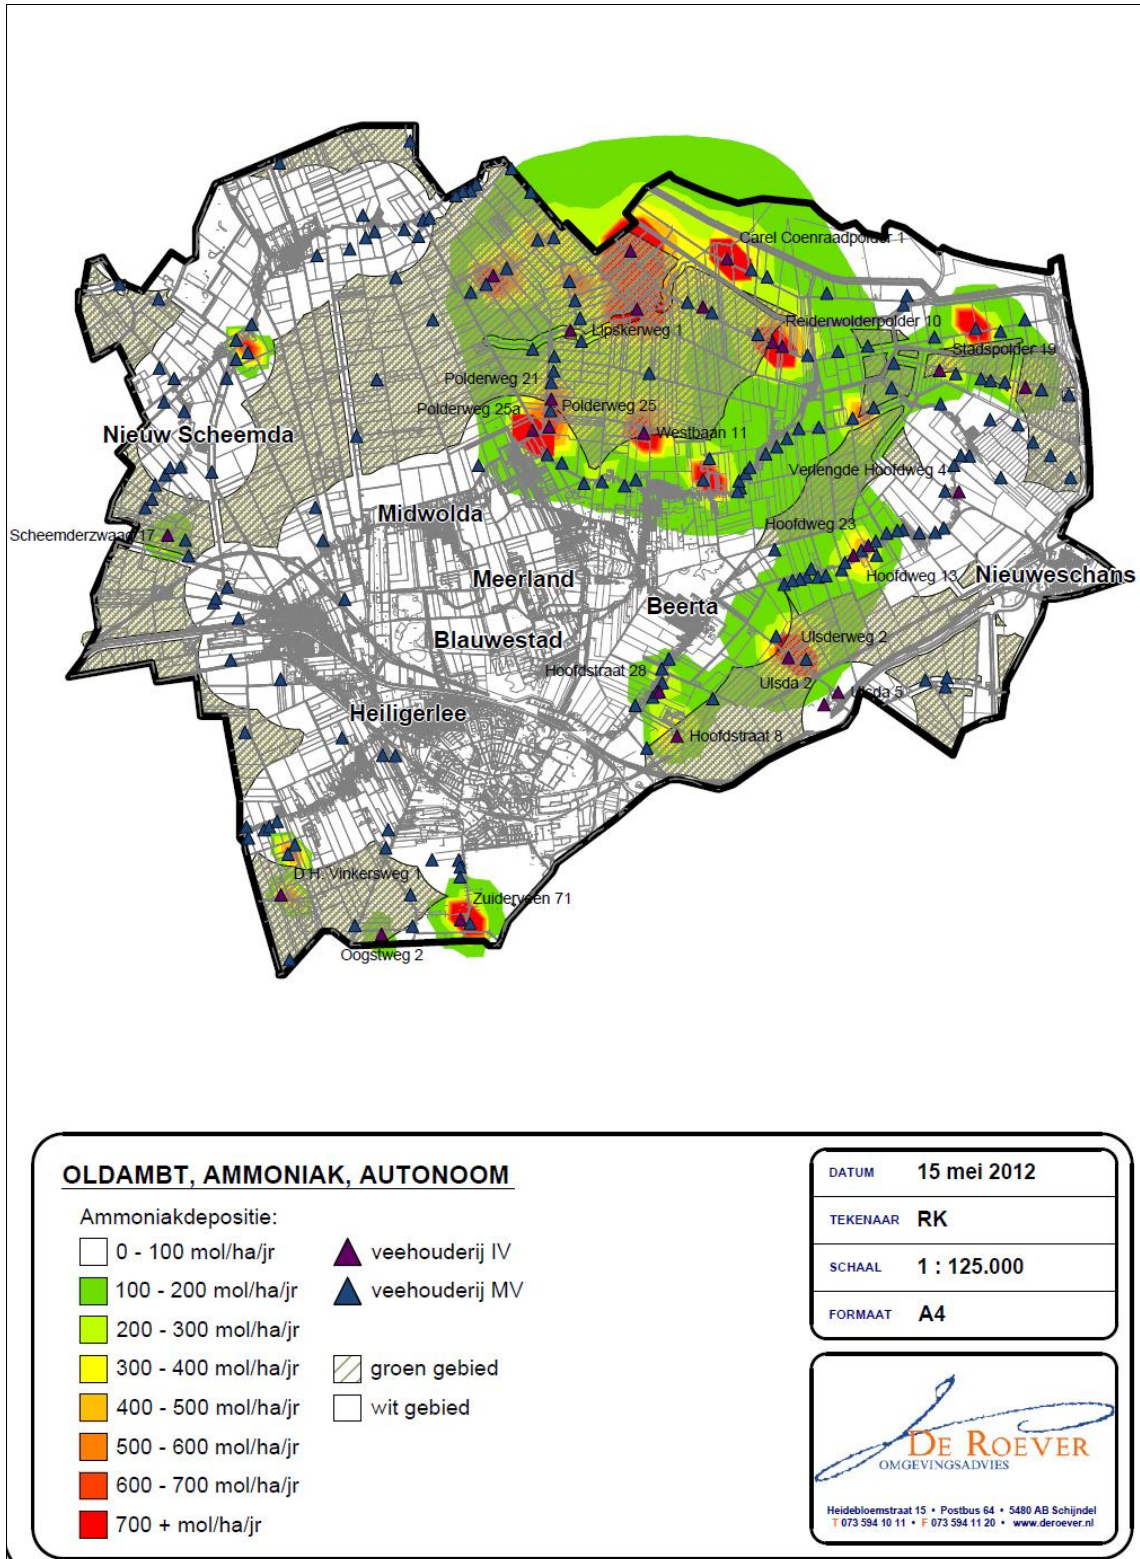 Carel Coenraadpolder 1
Reiderwolderpolder 10
Lipskerweg 1
Stadspolder 19
Polderweg 21
Polderweg 25a
Polderweg 25
Westbaan 11
Nieuw Scheemda
Verlengde Hoofdweg 4
Midwolda
Hoofdweg 23
Scheemderzwaag 17
Meerland
Hoofdweg 13
Nieuweschans
Beerta
Blauwestad
Ulsderweg 2
Hoofdstraat 28
Ulsda 2
Ulsda 5
Heiligerlee
Hoofdstraat 8
D.H. Vinkersweg 1
Zuiderveen 71
Oogstweg 2
OLDAMBT, AMMONIAK, AUTONOOM
Ammoniakdepositie:
0 - 100 mol/ha/jr
100 - 200 mol/ha/jr
200 - 300 mol/ha/jr
300 - 400 mol/ha/jr
400 - 500 mol/ha/jr
500 - 600 mol/ha/jr
600 - 700 mol/ha/jr
700 + mol/ha/jr
veehouderij IV
veehouderij MV
groen gebied
wit gebied
DATUM 15 mei 2012
TEKENAAR RK
SCHAAL 1 : 125.000
FORMAAT A4
DE ROEVER
OMGEVINGSADVIES
Heidebloemstraat 15 • Postbus 64 • 5480 AB Schijndel
T 073 594 10 11 • F 073 594 11 20 • www.deroever.nl